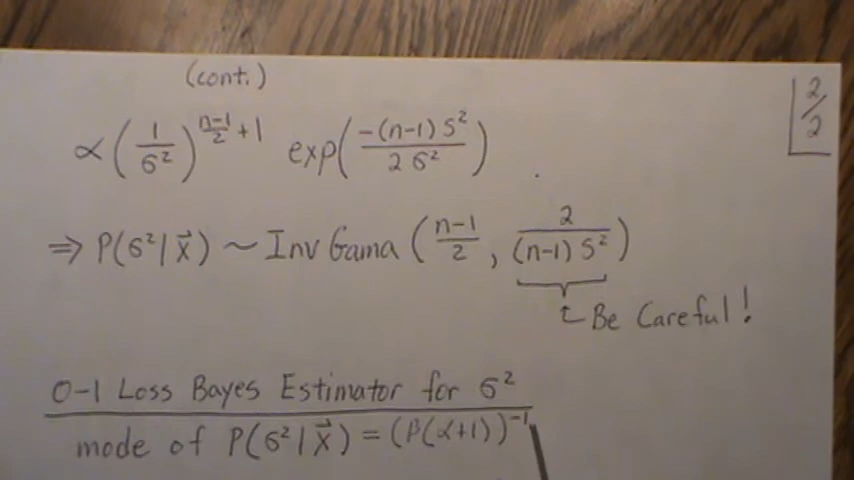 (cont.)
2/2
∝ (1/σ²)^(n-1/2 + 1) exp(-(n-1) S² / 2σ²)
⇒ P(σ²|x⃗) ~ Inv Gama (n-1/2, 2/(n-1) S²)
Be Careful!
0-1 Loss Bayes Estimator for σ²
mode of P(σ²|x⃗) = (β(α+1))⁻¹